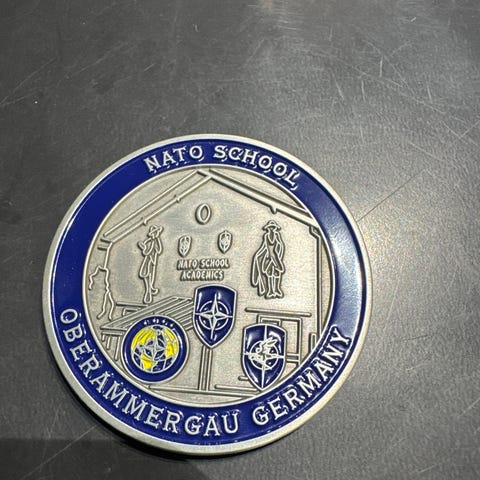 NATO SCHOOL
NATO SCHOOL
ACADEMICS
OBERAMMERGAU GERMANY